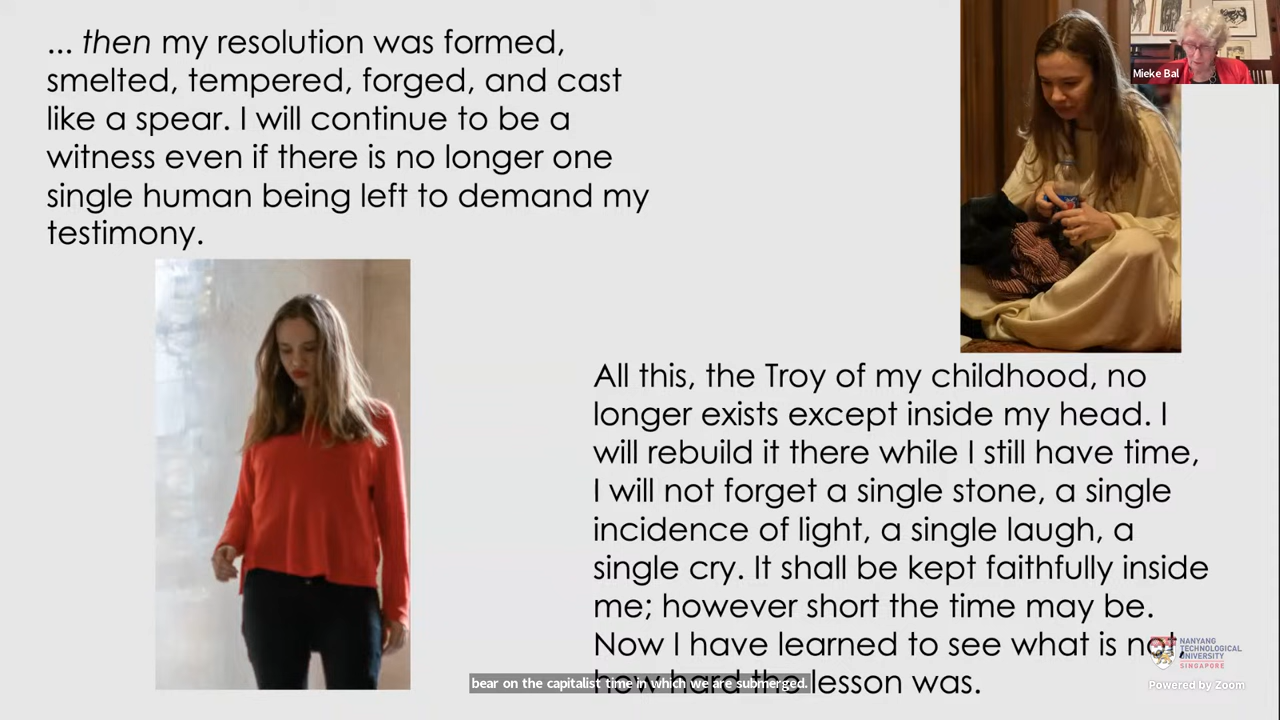 ... then my resolution was formed,
smelted, tempered, forged, and cast
like a spear. I will continue to be a
witness even if there is no longer one
single human being left to demand my
testimony.
Mieke Bal
All this, the Troy of my childhood, no
longer exists except inside my head. I
will rebuild it there while I still have time,
I will not forget a single stone, a single
incidence of light, a single laugh, a
single cry. It shall be kept faithfully inside
me; however short the time may be.
Now I have learned to see what is not,
how hard the lesson was.
bear on the capitalist time in which we are submerged.
NANYANG
TECHNOLOGICAL
UNIVERSITY
SINGAPORE
Powered by Zoom